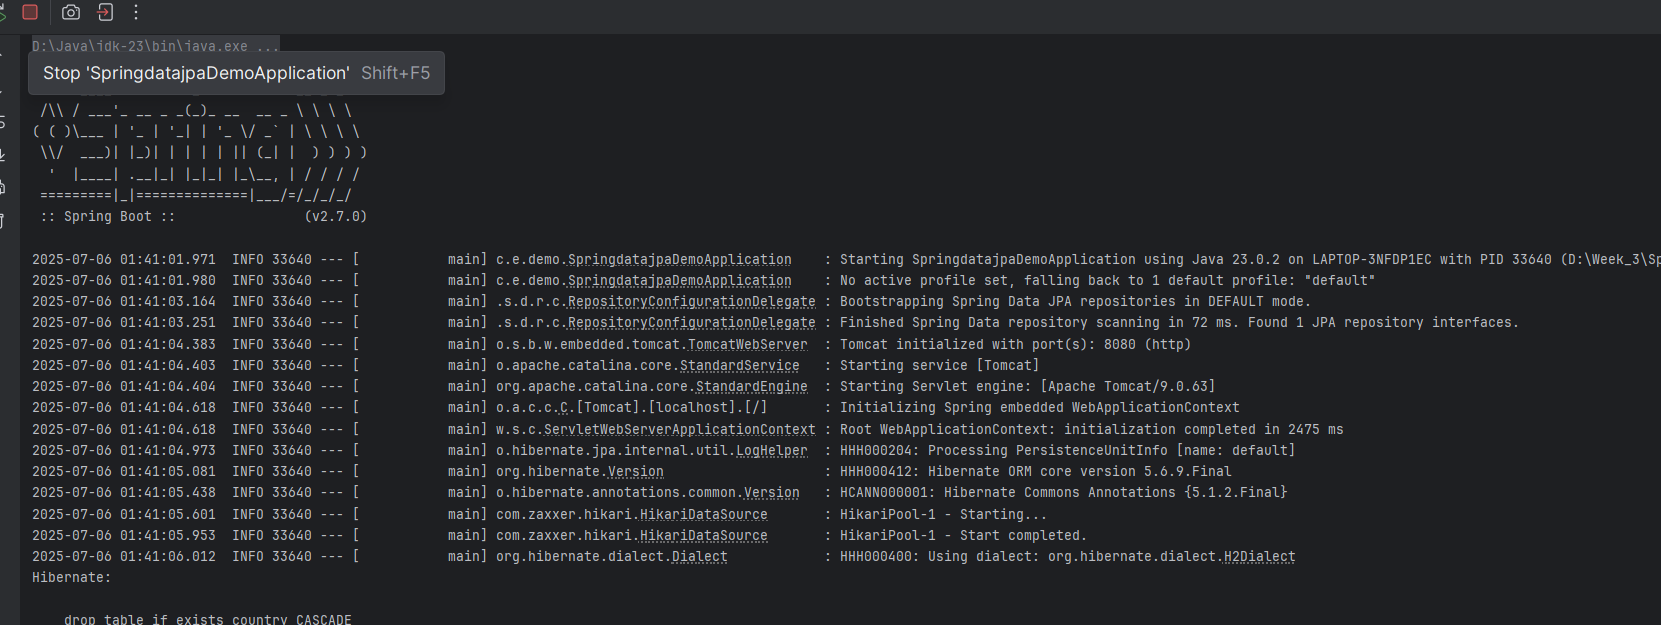 D:\Java\jdk-23\bin\java.exe ...
Stop 'SpringdatajpaDemoApplication' Shift+F5
 /\\ / ___'_ __ _ _(_)_ __  __ _ \ \ \ \
( ( )\___ | '_ | '_| | '_ \/ _` | \ \ \ \
 \\/  ___)| |_)| | | | | || (_| |  ) ) ) )
  '  |____| .__|_| |_|_| |_\__, | / / / /
 =========|_|==============|___/=/_/_/_/
 :: Spring Boot ::                (v2.7.0)
2025-07-06 01:41:01.971  INFO 33640 --- [           main] c.e.demo.SpringdatajpaDemoApplication    : Starting SpringdatajpaDemoApplication using Java 23.0.2 on LAPTOP-3NFDP1EC with PID 33640 (D:\Week_3\Sp
2025-07-06 01:41:01.980  INFO 33640 --- [           main] c.e.demo.SpringdatajpaDemoApplication    : No active profile set, falling back to 1 default profile: "default"
2025-07-06 01:41:03.164  INFO 33640 --- [           main] .s.d.r.c.RepositoryConfigurationDelegate : Bootstrapping Spring Data JPA repositories in DEFAULT mode.
2025-07-06 01:41:03.251  INFO 33640 --- [           main] .s.d.r.c.RepositoryConfigurationDelegate : Finished Spring Data repository scanning in 72 ms. Found 1 JPA repository interfaces.
2025-07-06 01:41:04.383  INFO 33640 --- [           main] o.s.b.w.embedded.tomcat.TomcatWebServer  : Tomcat initialized with port(s): 8080 (http)
2025-07-06 01:41:04.403  INFO 33640 --- [           main] o.apache.catalina.core.StandardService   : Starting service [Tomcat]
2025-07-06 01:41:04.404  INFO 33640 --- [           main] org.apache.catalina.core.StandardEngine  : Starting Servlet engine: [Apache Tomcat/9.0.63]
2025-07-06 01:41:04.618  INFO 33640 --- [           main] o.a.c.c.C.[Tomcat].[localhost].[/]       : Initializing Spring embedded WebApplicationContext
2025-07-06 01:41:04.618  INFO 33640 --- [           main] w.s.c.ServletWebServerApplicationContext : Root WebApplicationContext: initialization completed in 2475 ms
2025-07-06 01:41:04.973  INFO 33640 --- [           main] o.hibernate.jpa.internal.util.LogHelper  : HHH000204: Processing PersistenceUnitInfo [name: default]
2025-07-06 01:41:05.081  INFO 33640 --- [           main] org.hibernate.Version                    : HHH000412: Hibernate ORM core version 5.6.9.Final
2025-07-06 01:41:05.438  INFO 33640 --- [           main] o.hibernate.annotations.common.Version   : HCANN000001: Hibernate Commons Annotations {5.1.2.Final}
2025-07-06 01:41:05.601  INFO 33640 --- [           main] com.zaxxer.hikari.HikariDataSource       : HikariPool-1 - Starting...
2025-07-06 01:41:05.953  INFO 33640 --- [           main] com.zaxxer.hikari.HikariDataSource       : HikariPool-1 - Start completed.
2025-07-06 01:41:06.012  INFO 33640 --- [           main] org.hibernate.dialect.Dialect            : HHH000400: Using dialect: org.hibernate.dialect.H2Dialect
Hibernate:
    drop table if exists country CASCADE